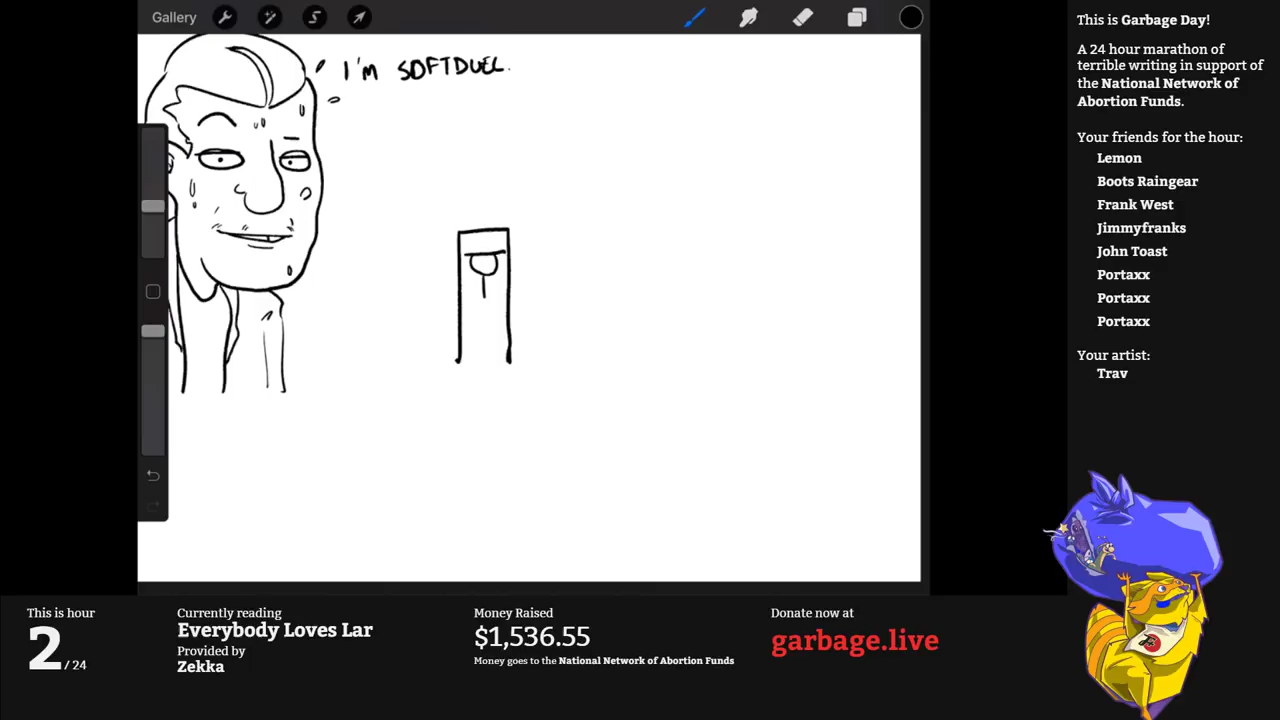 Gallery
I'm SOFTDUEL.
This is Garbage Day!
A 24 hour marathon of
terrible writing in support of
the National Network of
Abortion Funds.
Your friends for the hour:
Lemon
Boots Raingear
Frank West
Jimmyfranks
John Toast
Portaxx
Portaxx
Portaxx
Your artist:
Trav
This is hour
2 / 24
Currently reading
Everybody Loves Lar
Provided by
Zekka
Money Raised
$1,536.55
Money goes to the National Network of Abortion Funds
Donate now at
garbage.live